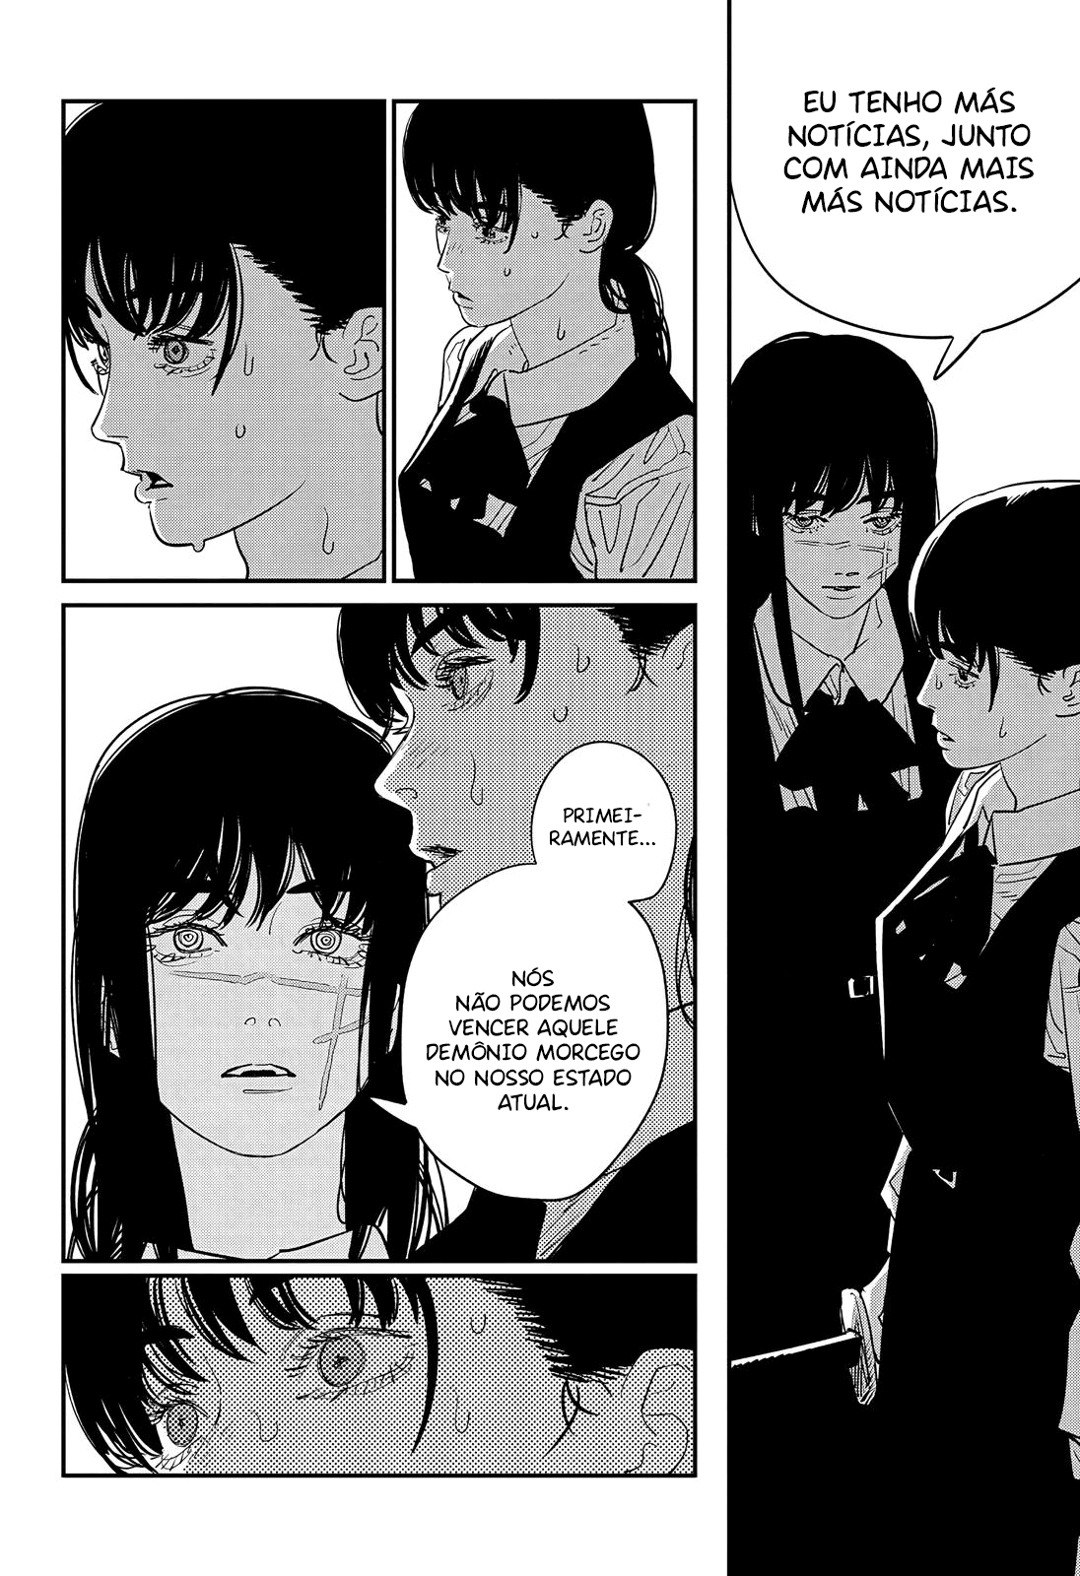 EU TENHO MÁS
NOTÍCIAS, JUNTO
COM AINDA MAIS
MÁS NOTÍCIAS.
PRIMEI-
RAMENTE...
NÓS
NÃO PODEMOS
VENCER AQUELE
DEMÔNIO MORCEGO
NO NOSSO ESTADO
ATUAL.